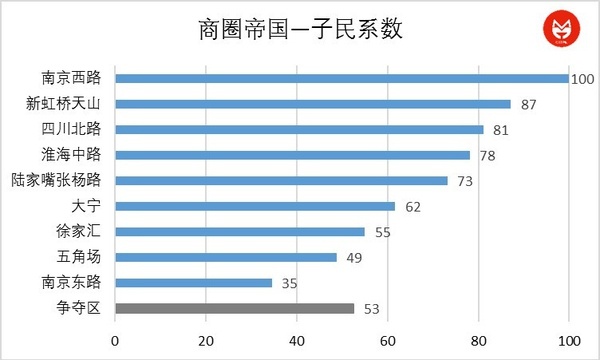 商圈帝国—子民系数
南京西路 100
新虹桥天山 87
四川北路 81
淮海中路 78
陆家嘴张杨路 73
大宁 62
徐家汇 55
五角场 49
南京东路 35
争夺区 53
0 20 40 60 80 100